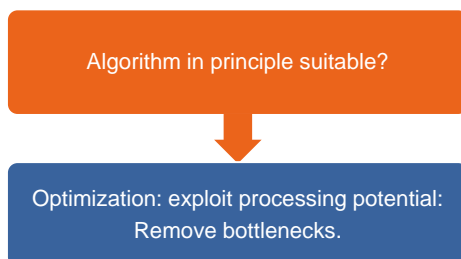 Algorithm in principle suitable?
Optimization: exploit processing potential:
Remove bottlenecks.